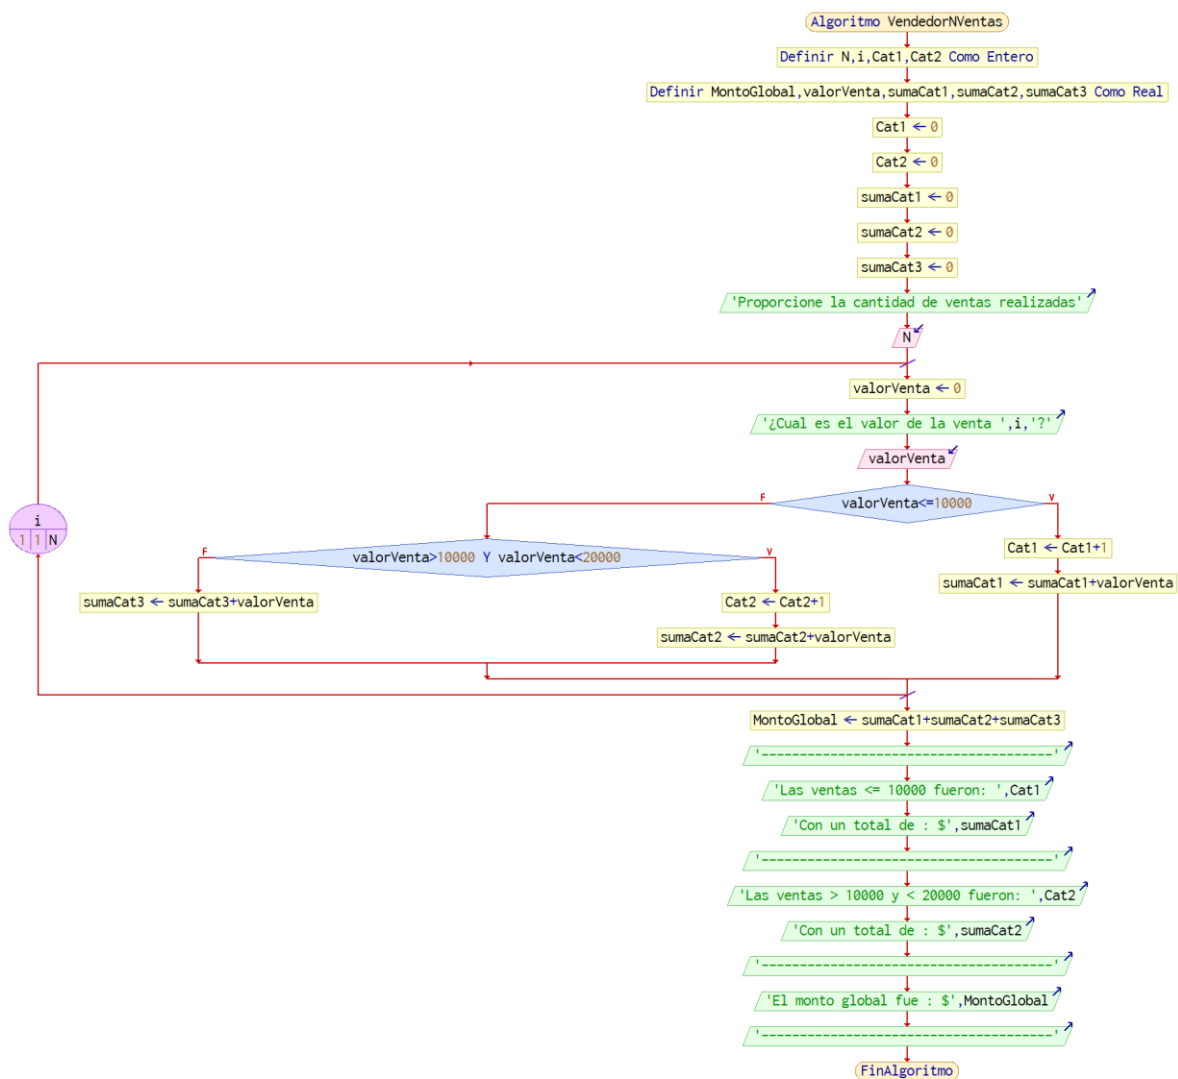 Algoritmo VendedorNVentas
Definir N,i,Cat1,Cat2 Como Entero
Definir MontoGlobal,valorVenta,sumaCat1,sumaCat2,sumaCat3 Como Real
Cat1 ← 0
Cat2 ← 0
sumaCat1 ← 0
sumaCat2 ← 0
sumaCat3 ← 0
'Proporcione la cantidad de ventas realizadas'
N
valorVenta ← 0
'¿Cual es el valor de la venta ',i,'?'
valorVenta
F
valorVenta<=10000
V
i
1 1 N
Cat1 ← Cat1+1
F
valorVenta>10000 Y valorVenta<20000
V
sumaCat1 ← sumaCat1+valorVenta
sumaCat3 ← sumaCat3+valorVenta
Cat2 ← Cat2+1
sumaCat2 ← sumaCat2+valorVenta
MontoGlobal ← sumaCat1+sumaCat2+sumaCat3
'--------------------------------------'
'Las ventas <= 10000 fueron: ',Cat1
'Con un total de : $',sumaCat1
'--------------------------------------'
'Las ventas > 10000 y < 20000 fueron: ',Cat2
'Con un total de : $',sumaCat2
'--------------------------------------'
'El monto global fue : $',MontoGlobal
'--------------------------------------'
FinAlgoritmo